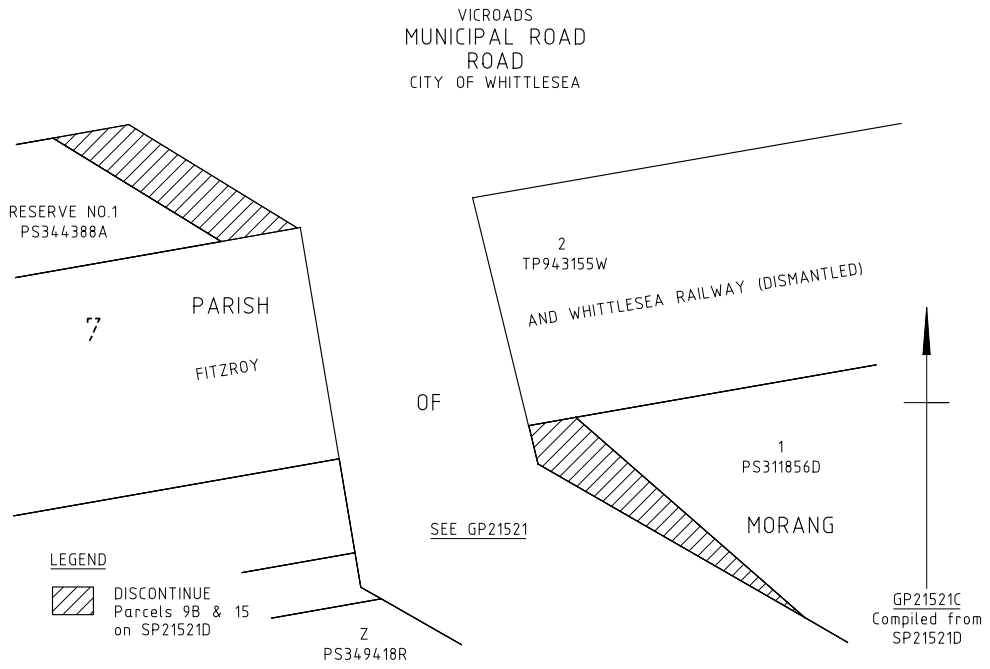 VICROADS
MUNICIPAL ROAD
ROAD
CITY OF WHITTLESEA
RESERVE NO.1
PS344388A
2
TP943155W
AND WHITTLESEA RAILWAY (DISMANTLED)
PARISH
7
FITZROY
OF
1
PS311856D
MORANG
SEE GP21521
LEGEND
DISCONTINUE
Parcels 9B & 15
on SP21521D
Z
PS349418R
GP21521C
Compiled from
SP21521D